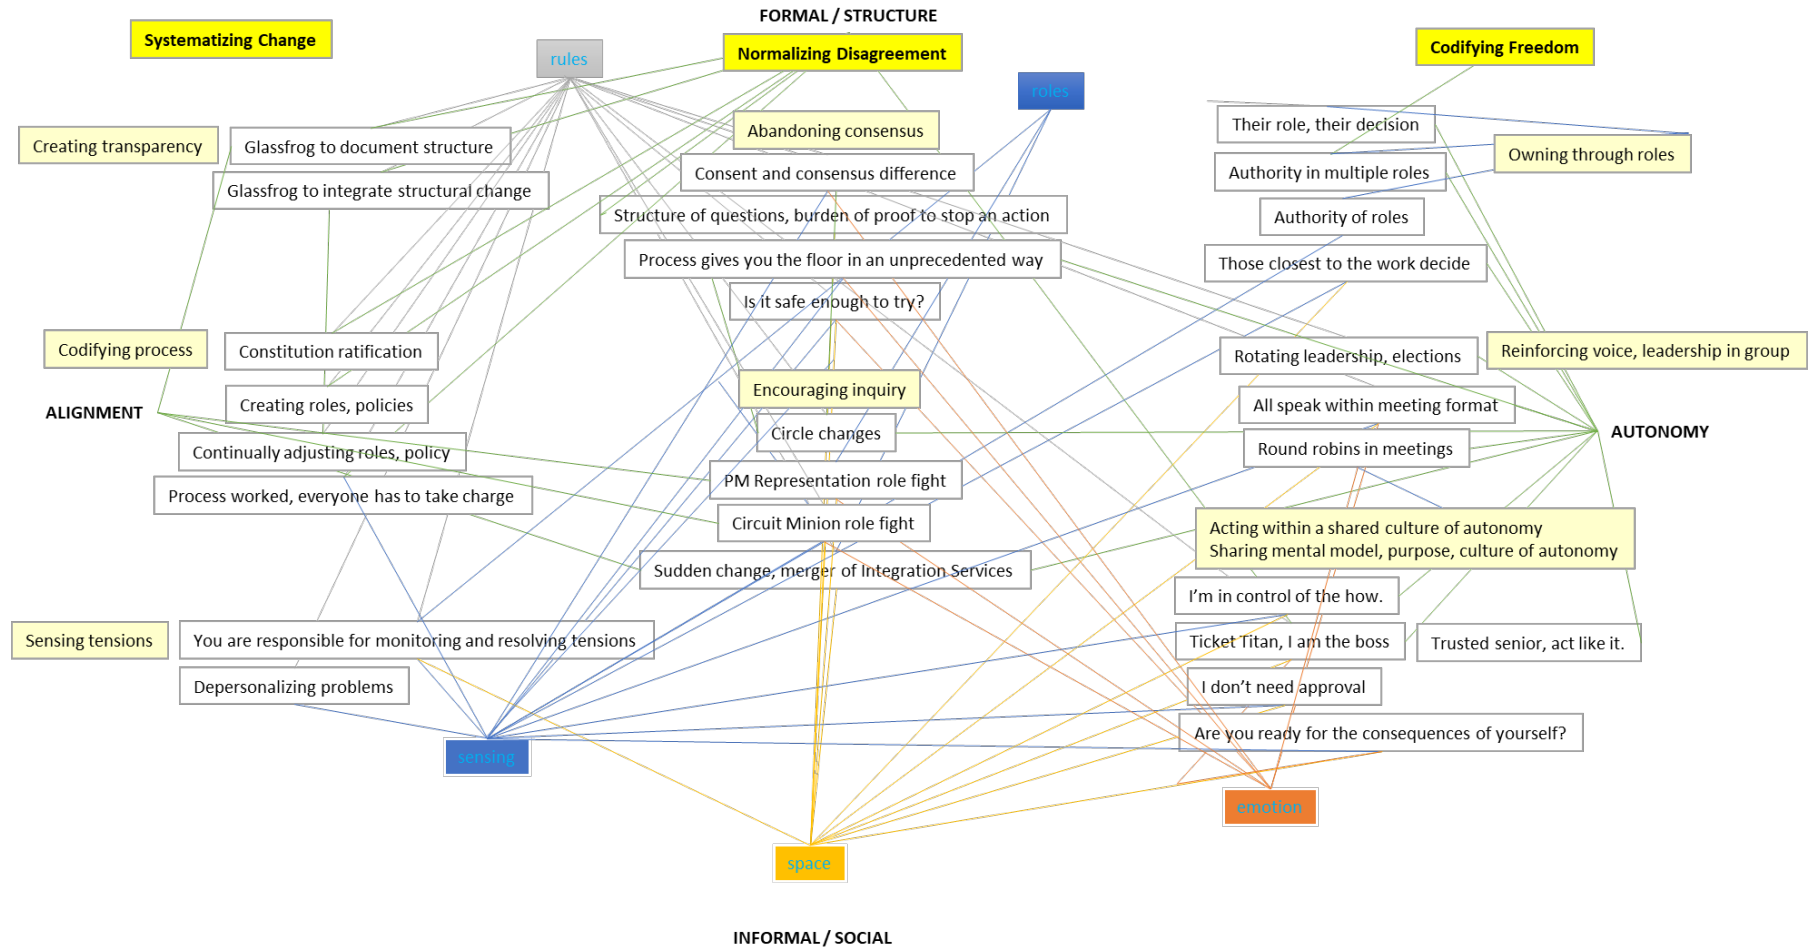 FORMAL / STRUCTURE
Systematizing Change
Normalizing Disagreement
Codifying Freedom
rules
roles
Creating transparency
Glassfrog to document structure
Glassfrog to integrate structural change
Codifying process
Constitution ratification
Creating roles, policies
ALIGNMENT
Continually adjusting roles, policy
Process worked, everyone has to take charge
Sensing tensions
You are responsible for monitoring and resolving tensions
Depersonalizing problems
sensing
Abandoning consensus
Consent and consensus difference
Structure of questions, burden of proof to stop an action
Process gives you the floor in an unprecedented way
Is it safe enough to try?
Encouraging inquiry
Circle changes
PM Representation role fight
Circuit Minion role fight
Sudden change, merger of Integration Services
space
Their role, their decision
Owning through roles
Authority in multiple roles
Authority of roles
Those closest to the work decide
Rotating leadership, elections
Reinforcing voice, leadership in group
All speak within meeting format
AUTONOMY
Round robins in meetings
Acting within a shared culture of autonomy
Sharing mental model, purpose, culture of autonomy
I’m in control of the how.
Ticket Titan, I am the boss
Trusted senior, act like it.
I don’t need approval
Are you ready for the consequences of yourself?
emotion
INFORMAL / SOCIAL